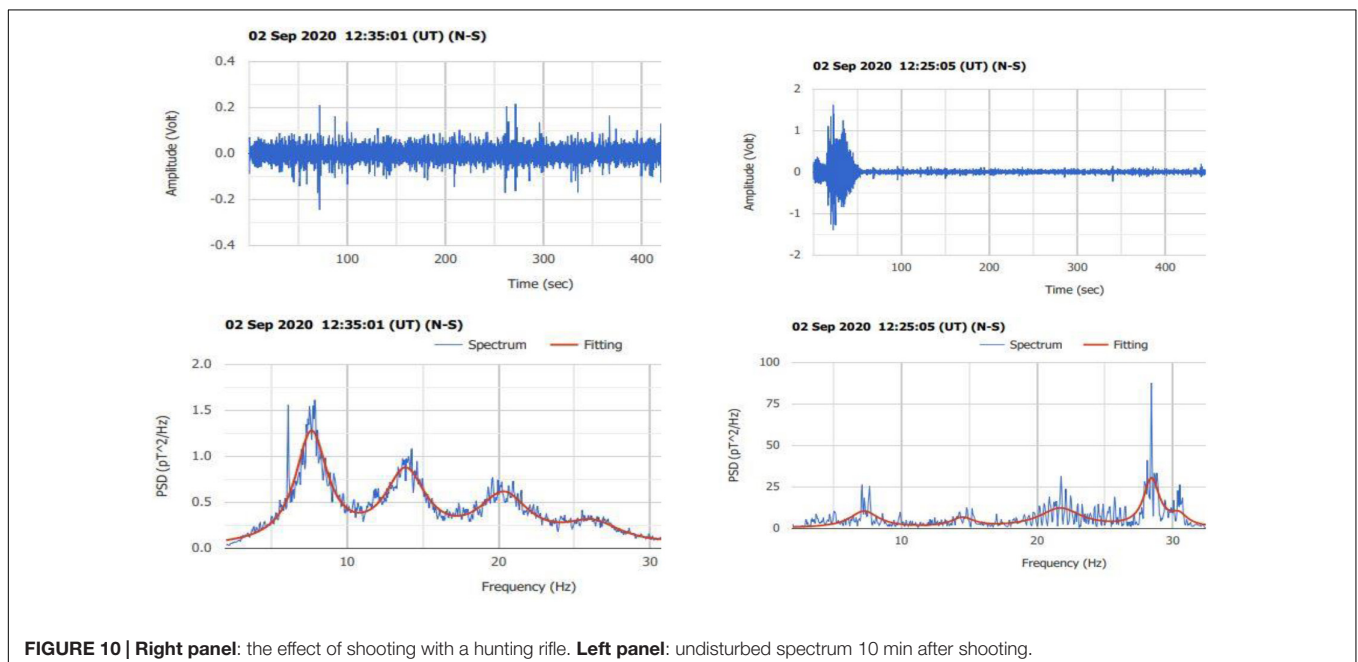 02 Sep 2020 12:35:01 (UT) (N-S)
0.4
0.2
0.0
-0.2
-0.4
Amplitude (Volt)
100
200
300
400
Time (sec)
02 Sep 2020 12:25:05 (UT) (N-S)
2
1
0
-1
-2
Amplitude (Volt)
100
200
300
400
Time (sec)
02 Sep 2020 12:35:01 (UT) (N-S)
Spectrum
Fitting
2.0
1.5
1.0
0.5
0.0
PSD (pT^2/Hz)
10
20
30
Frequency (Hz)
02 Sep 2020 12:25:05 (UT) (N-S)
Spectrum
Fitting
100
75
50
25
0
PSD (pT^2/Hz)
10
20
30
Frequency (Hz)
FIGURE 10 | Right panel: the effect of shooting with a hunting rifle. Left panel: undisturbed spectrum 10 min after shooting.